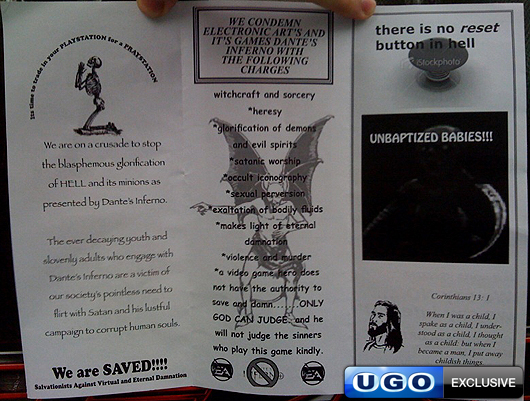 Its time to trade in your PLAYSTATION for a PRAYSTATION
We are on a crusade to stop
the blasphemous glorification
of HELL and its minions as
presented by Dante's Inferno.
The ever decaying youth and
slovenly adults who engage with
Dante's Inferno are a victim of
our society's pointless need to
flirt with Satan and his lustful
campaign to corrupt human souls.
We are SAVED!!!!
Salvationists Against Virtual and Eternal Damnation
WE CONDEMN
ELECTRONIC ART'S AND
IT'S GAMES DANTE'S
INFERNO WITH
THE FOLLOWING
CHARGES
witchcraft and sorcery
*heresy
*glorification of demons
and evil spirits
*satanic worship
*occult iconography
*sexual perversion
*exaltation of bodily fluids
*makes light of eternal
damnation
*violence and murder
*a video game hero does
not have the authority to
save and damn.......ONLY
GOD CAN JUDGE and he
will not judge the sinners
who play this game kindly.
EA
EA
there is no reset
button in hell
iStockphoto
UNBAPTIZED BABIES!!!
Corinthians 13: 1
When I was a child, I
spake as a child, I under-
stood as a child, I thought
as a child: but when I
became a man, I put away
childish things.
UGO EXCLUSIVE